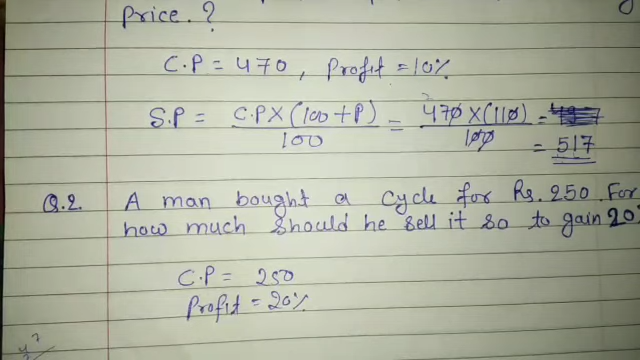 price.?
C.P = 470, Profit = 10%
S.P = C.P X (100 + P) / 100 = 470 X (110) / 100 =
= 517
Q.2. A man bought a cycle for Rs. 250. For
how much should he sell it so to gain 20
C.P = 250
Profit = 20%